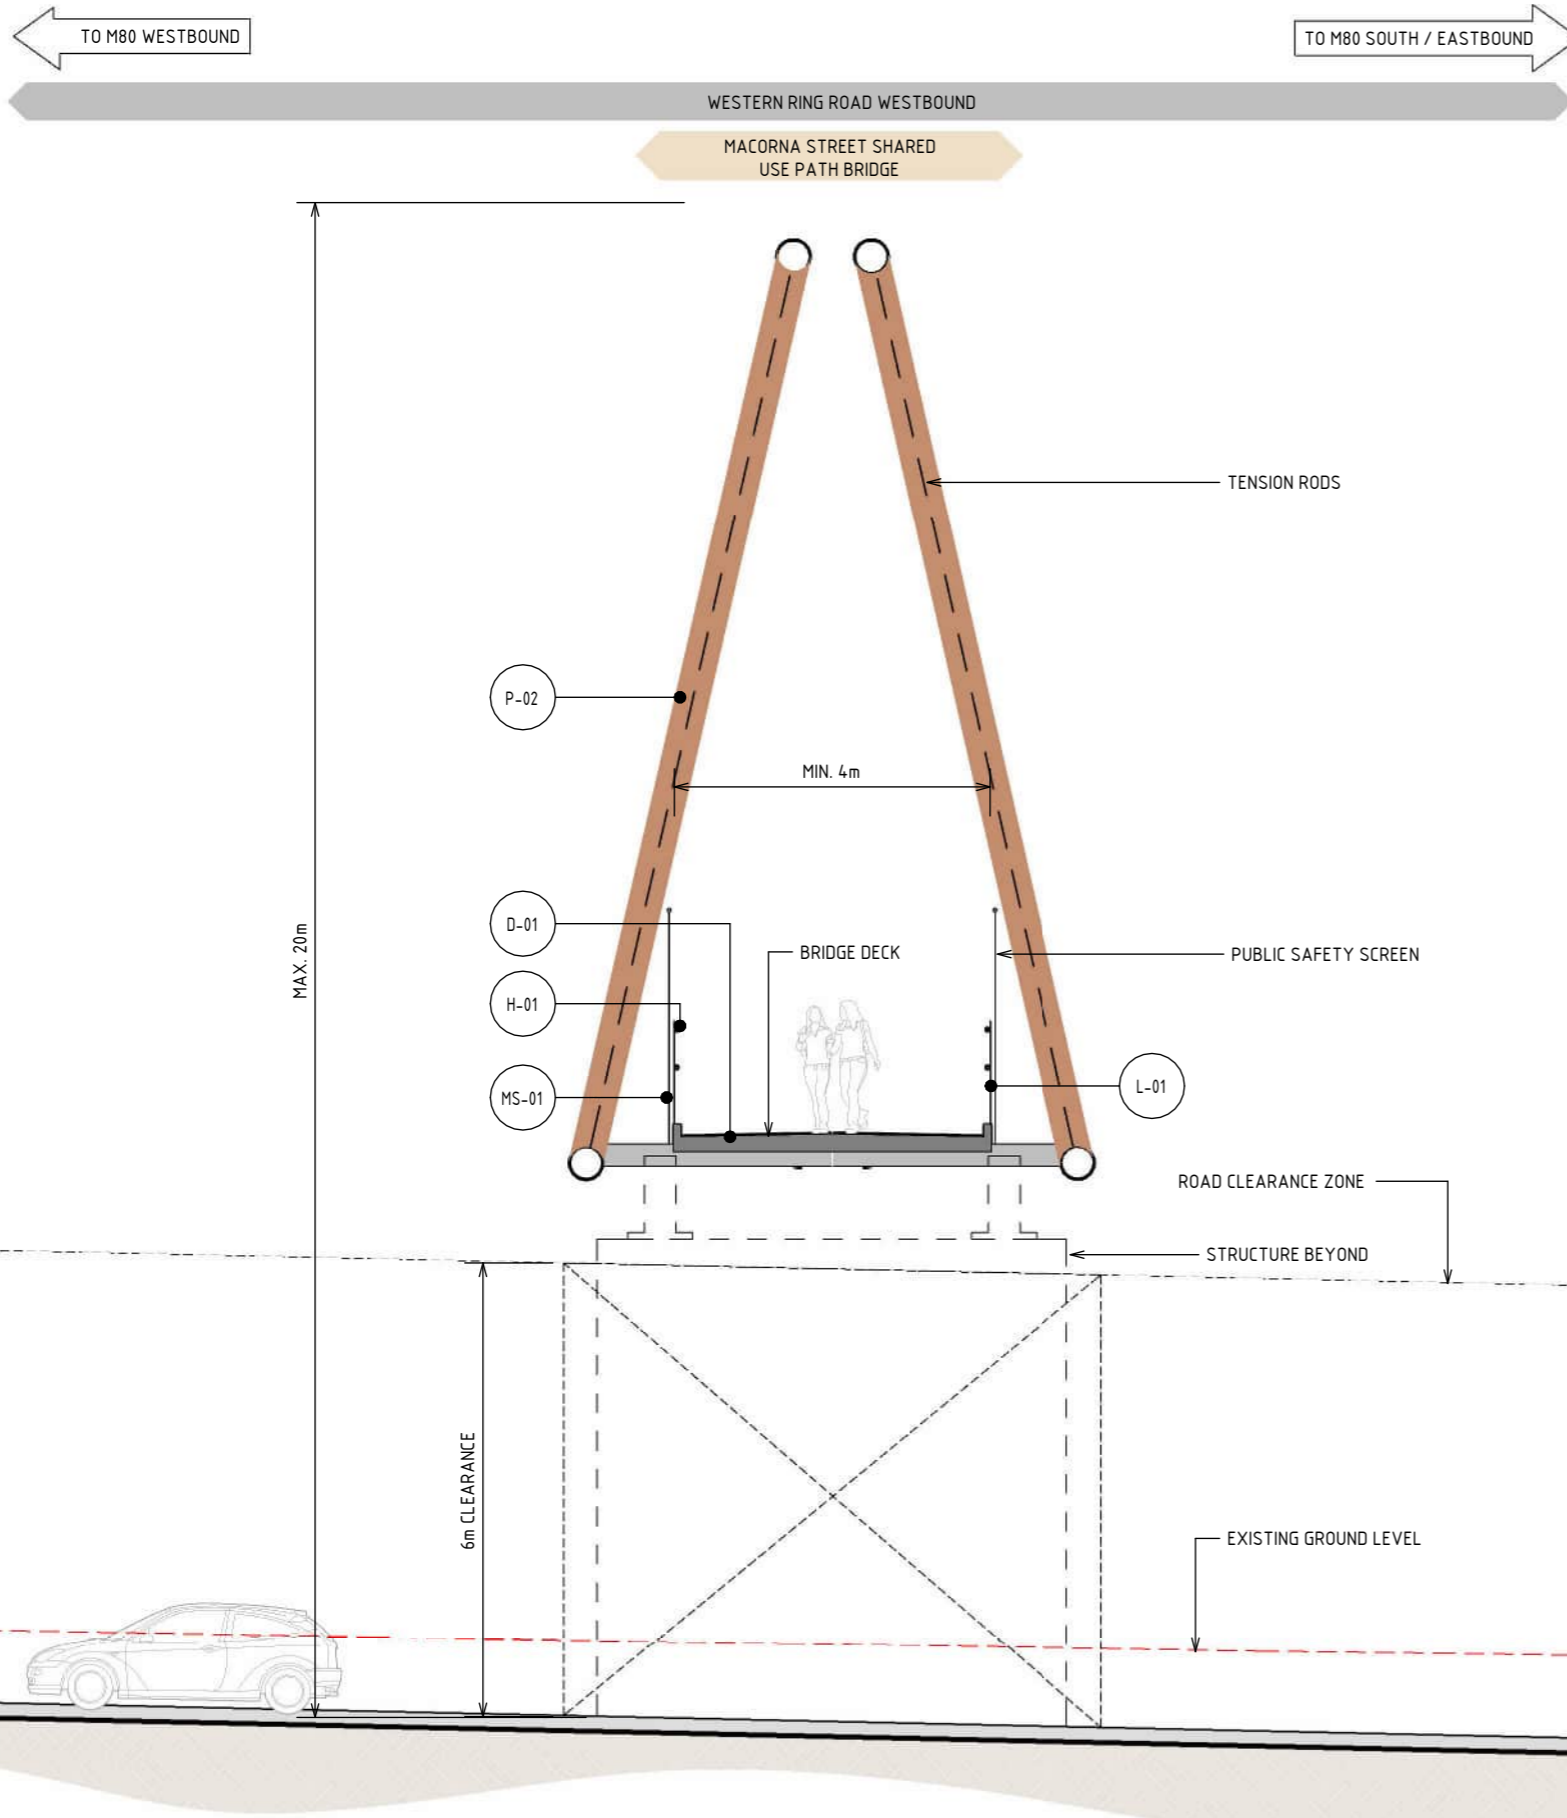 TO M80 WESTBOUND
TO M80 SOUTH / EASTBOUND
WESTERN RING ROAD WESTBOUND
MACORNA STREET SHARED
USE PATH BRIDGE
TENSION RODS
P-02
MIN. 4m
MAX. 20m
D-01
BRIDGE DECK
PUBLIC SAFETY SCREEN
H-01
MS-01
L-01
ROAD CLEARANCE ZONE
STRUCTURE BEYOND
6m CLEARANCE
EXISTING GROUND LEVEL